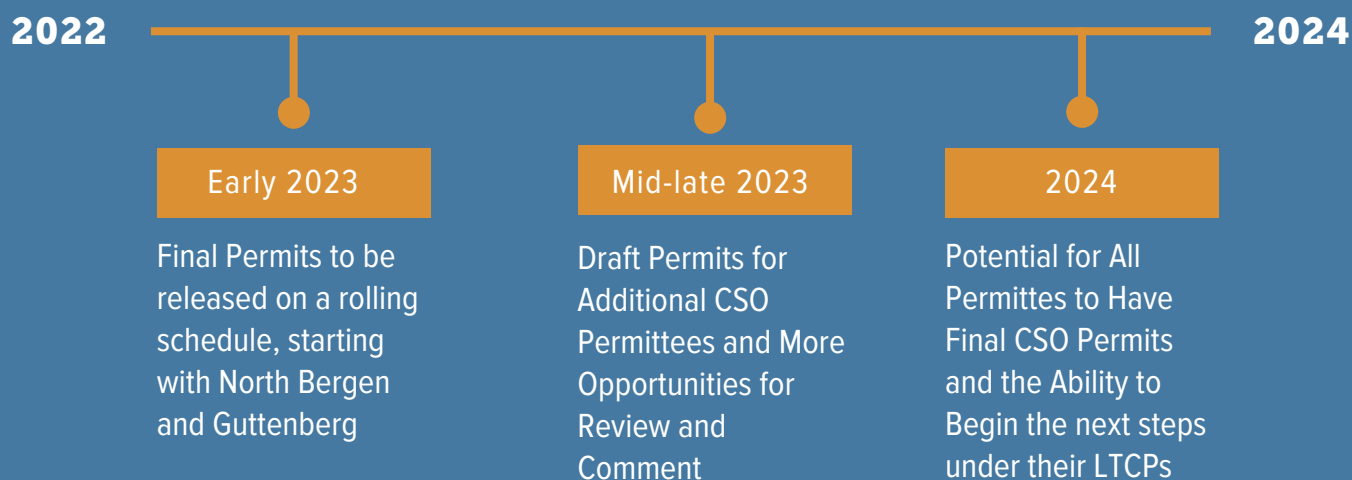 2022
2024
Early 2023
Final Permits to be
released on a rolling
schedule, starting
with North Bergen
and Guttenberg
Mid-late 2023
Draft Permits for
Additional CSO
Permittees and More
Opportunities for
Review and
Comment
2024
Potential for All
Permittes to Have
Final CSO Permits
and the Ability to
Begin the next steps
under their LTCPs